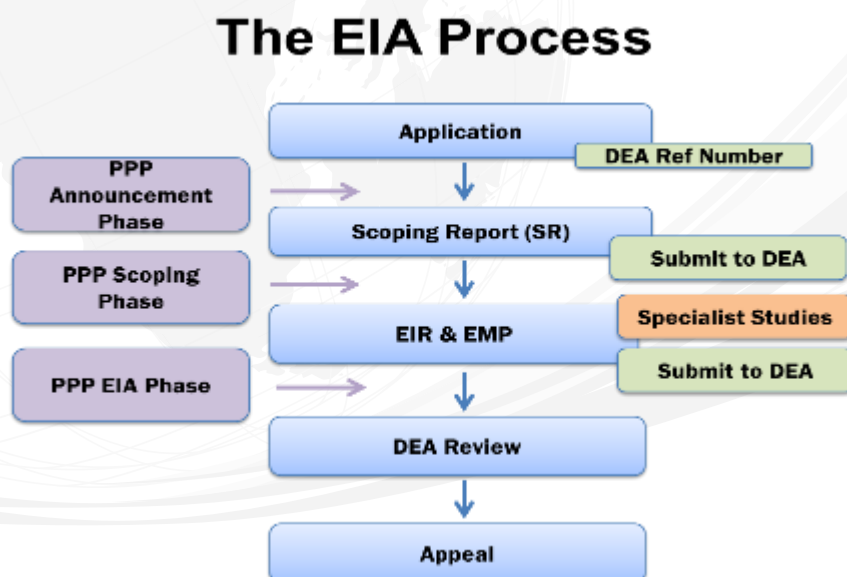 The EIA Process
Application
DEA Ref Number
PPP
Announcement
Phase
Scoping Report (SR)
Submit to DEA
PPP Scoping
Phase
Specialist Studies
EIR & EMP
Submit to DEA
PPP EIA Phase
DEA Review
Appeal